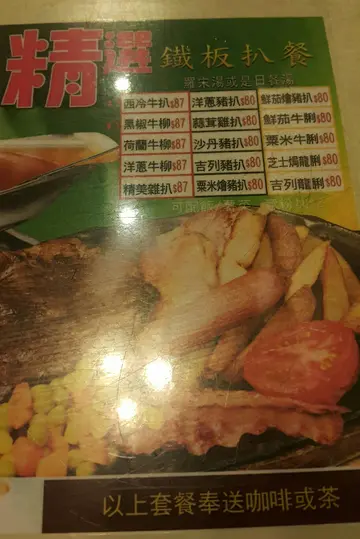 精選 鐵板扒餐
羅宋湯或是日餐湯
西冷牛扒$87 洋蔥豬扒$80 鮮茄燴豬扒$80
黑椒牛柳$87 蒜茸雞扒$80 鮮茄牛脷$80
荷蘭牛柳$87 沙丹豬扒$80 粟米牛脷$80
洋蔥牛柳$87 吉列豬扒$80 芝士焗龍脷$80
精美雜扒$87 粟米燴豬扒$80 吉列龍脷$80
以上套餐奉送咖啡或茶